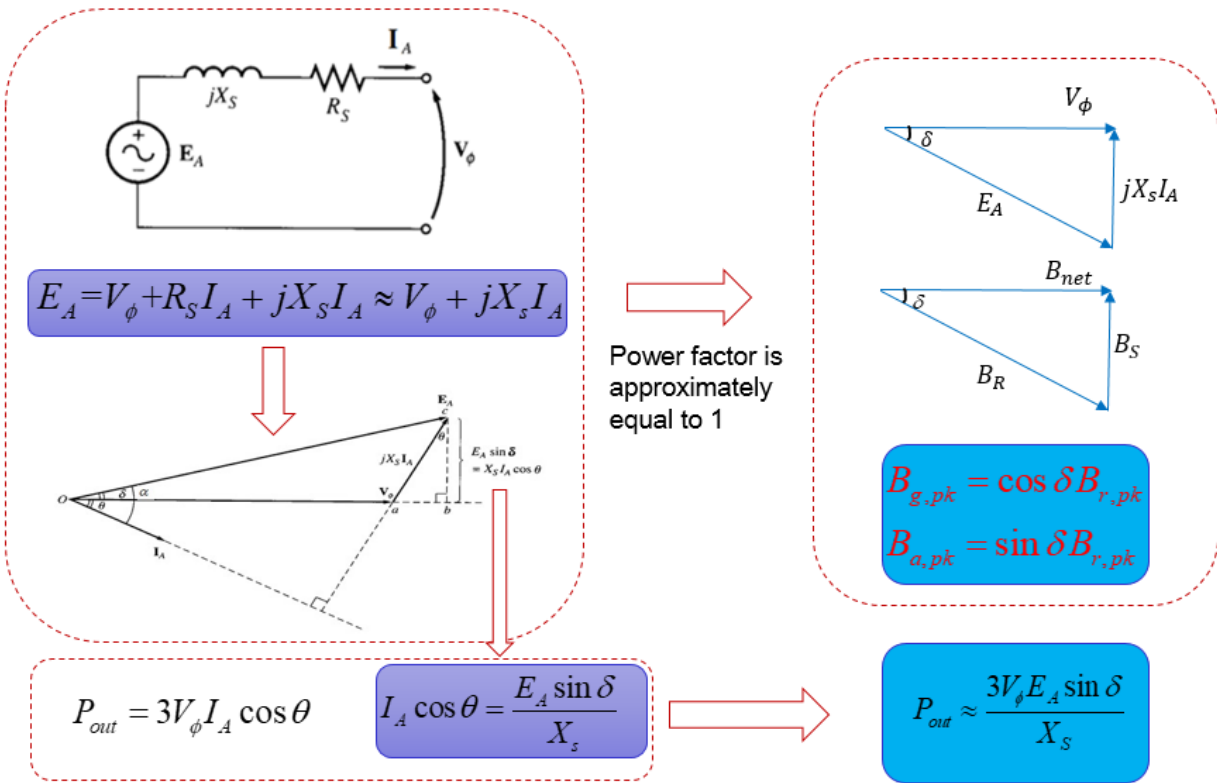 I_A
jX_S
R_S
+
−
E_A
V_ϕ
E_A=V_ϕ+R_S I_A + jX_S I_A ≈ V_ϕ + jX_s I_A
Power factor is
approximately
equal to 1
E_A
c
θ
jX_S I_A
E_A sin δ
= X_S I_A cos θ
O
δ
α
θ
V_ϕ
a
b
I_A
P_out = 3V_ϕ I_A cos θ
I_A cos θ = E_A sin δ / X_s
V_ϕ
δ
E_A
jX_s I_A
B_net
δ
B_S
B_R
B_g,pk = cos δ B_r,pk
B_a,pk = sin δ B_r,pk
P_out ≈ 3V_ϕ E_A sin δ / X_S